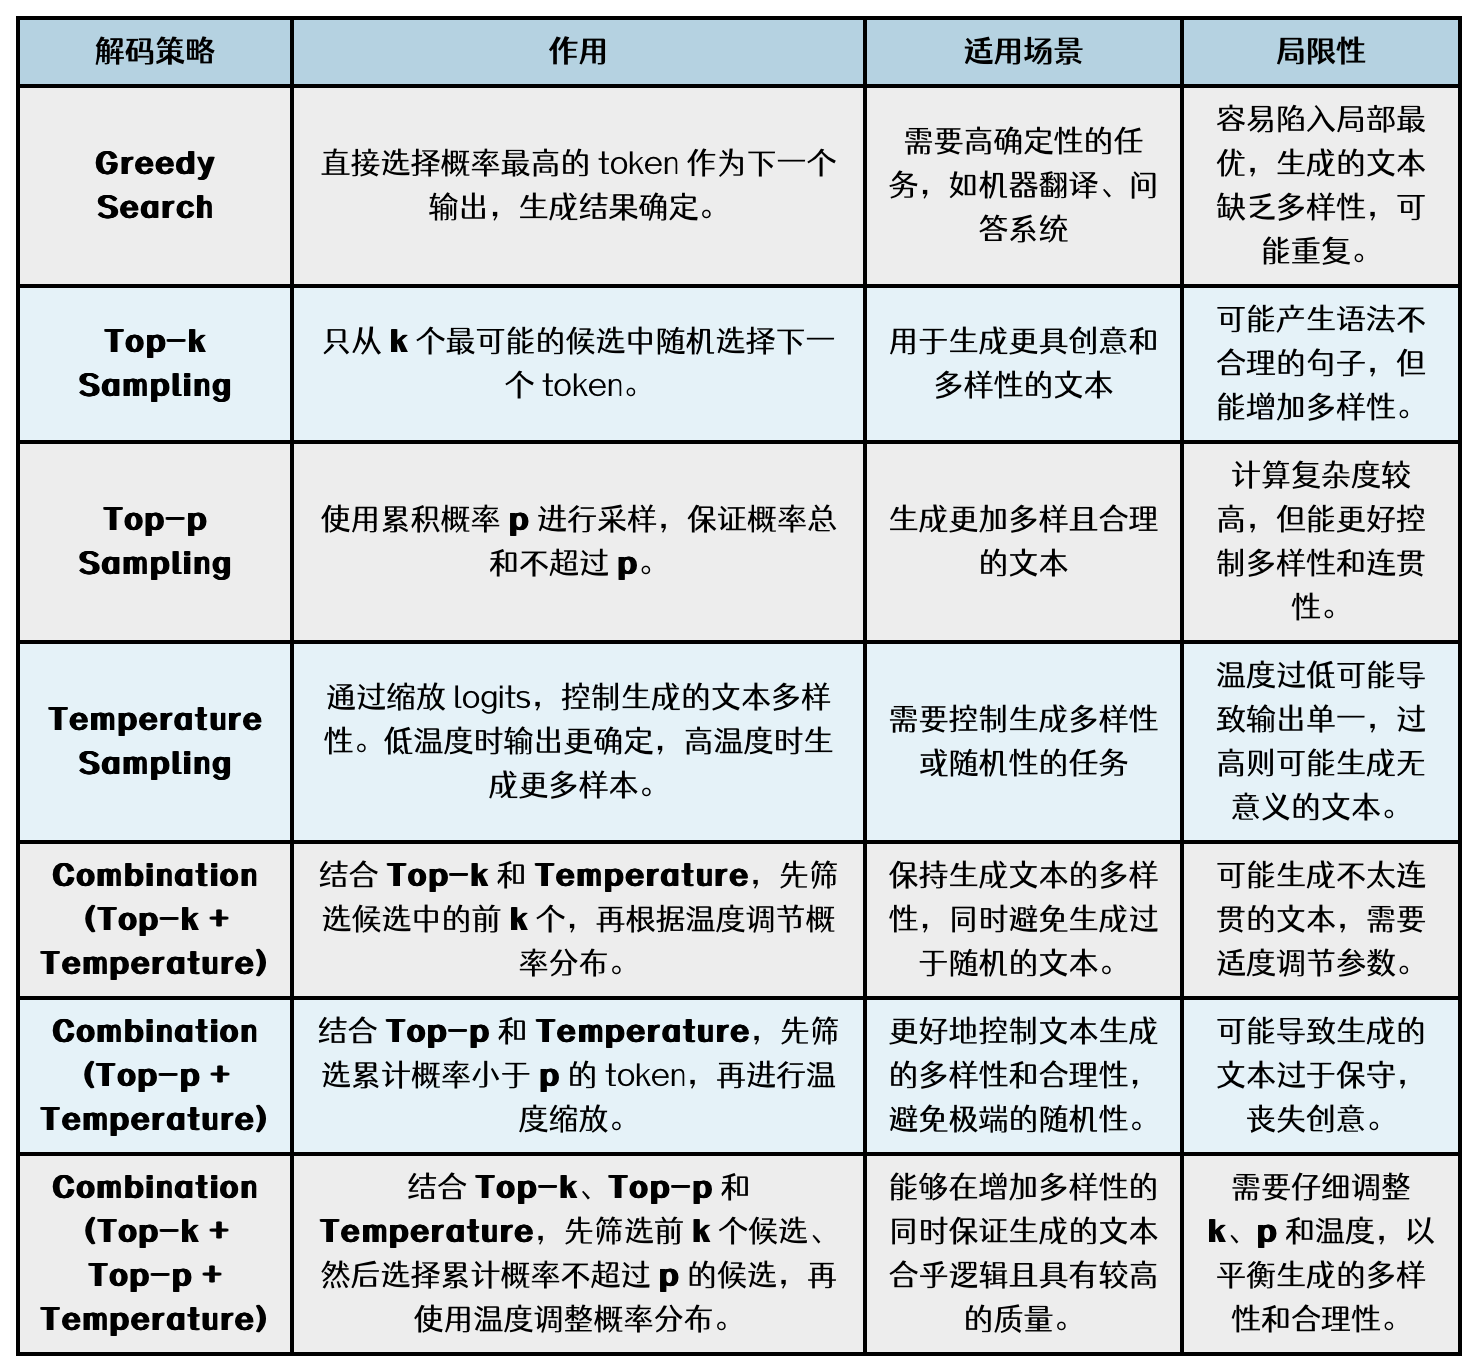 解码策略
作用
适用场景
局限性
Greedy
Search
直接选择概率最高的 token 作为下一个
输出，生成结果确定。
需要高确定性的任
务，如机器翻译、问
答系统
容易陷入局部最
优，生成的文本
缺乏多样性，可
能重复。
Top-k
Sampling
只从 k 个最可能的候选中随机选择下一
个 token。
用于生成更具创意和
多样性的文本
可能产生语法不
合理的句子，但
能增加多样性。
Top-p
Sampling
使用累积概率 p 进行采样，保证概率总
和不超过 p。
生成更加多样且合理
的文本
计算复杂度较
高，但能更好控
制多样性和连贯
性。
Temperature
Sampling
通过缩放 logits，控制生成的文本多样
性。低温度时输出更确定，高温度时生
成更多样本。
需要控制生成多样性
或随机性的任务
温度过低可能导
致输出单一，过
高则可能生成无
意义的文本。
Combination
(Top-k +
Temperature)
结合 Top-k 和 Temperature，先筛
选候选中的前 k 个，再根据温度调节概
率分布。
保持生成文本的多样
性，同时避免生成过
于随机的文本。
可能生成不太连
贯的文本，需要
适度调节参数。
Combination
(Top-p +
Temperature)
结合 Top-p 和 Temperature，先筛
选累计概率小于 p 的 token，再进行温
度缩放。
更好地控制文本生成
的多样性和合理性，
避免极端的随机性。
可能导致生成的
文本过于保守，
丧失创意。
Combination
(Top-k +
Top-p +
Temperature)
结合 Top-k、Top-p 和
Temperature，先筛选前 k 个候选、
然后选择累计概率不超过 p 的候选，再
使用温度调整概率分布。
能够在增加多样性的
同时保证生成的文本
合乎逻辑且具有较高
的质量。
需要仔细调整
k、p 和温度，以
平衡生成的多样
性和合理性。